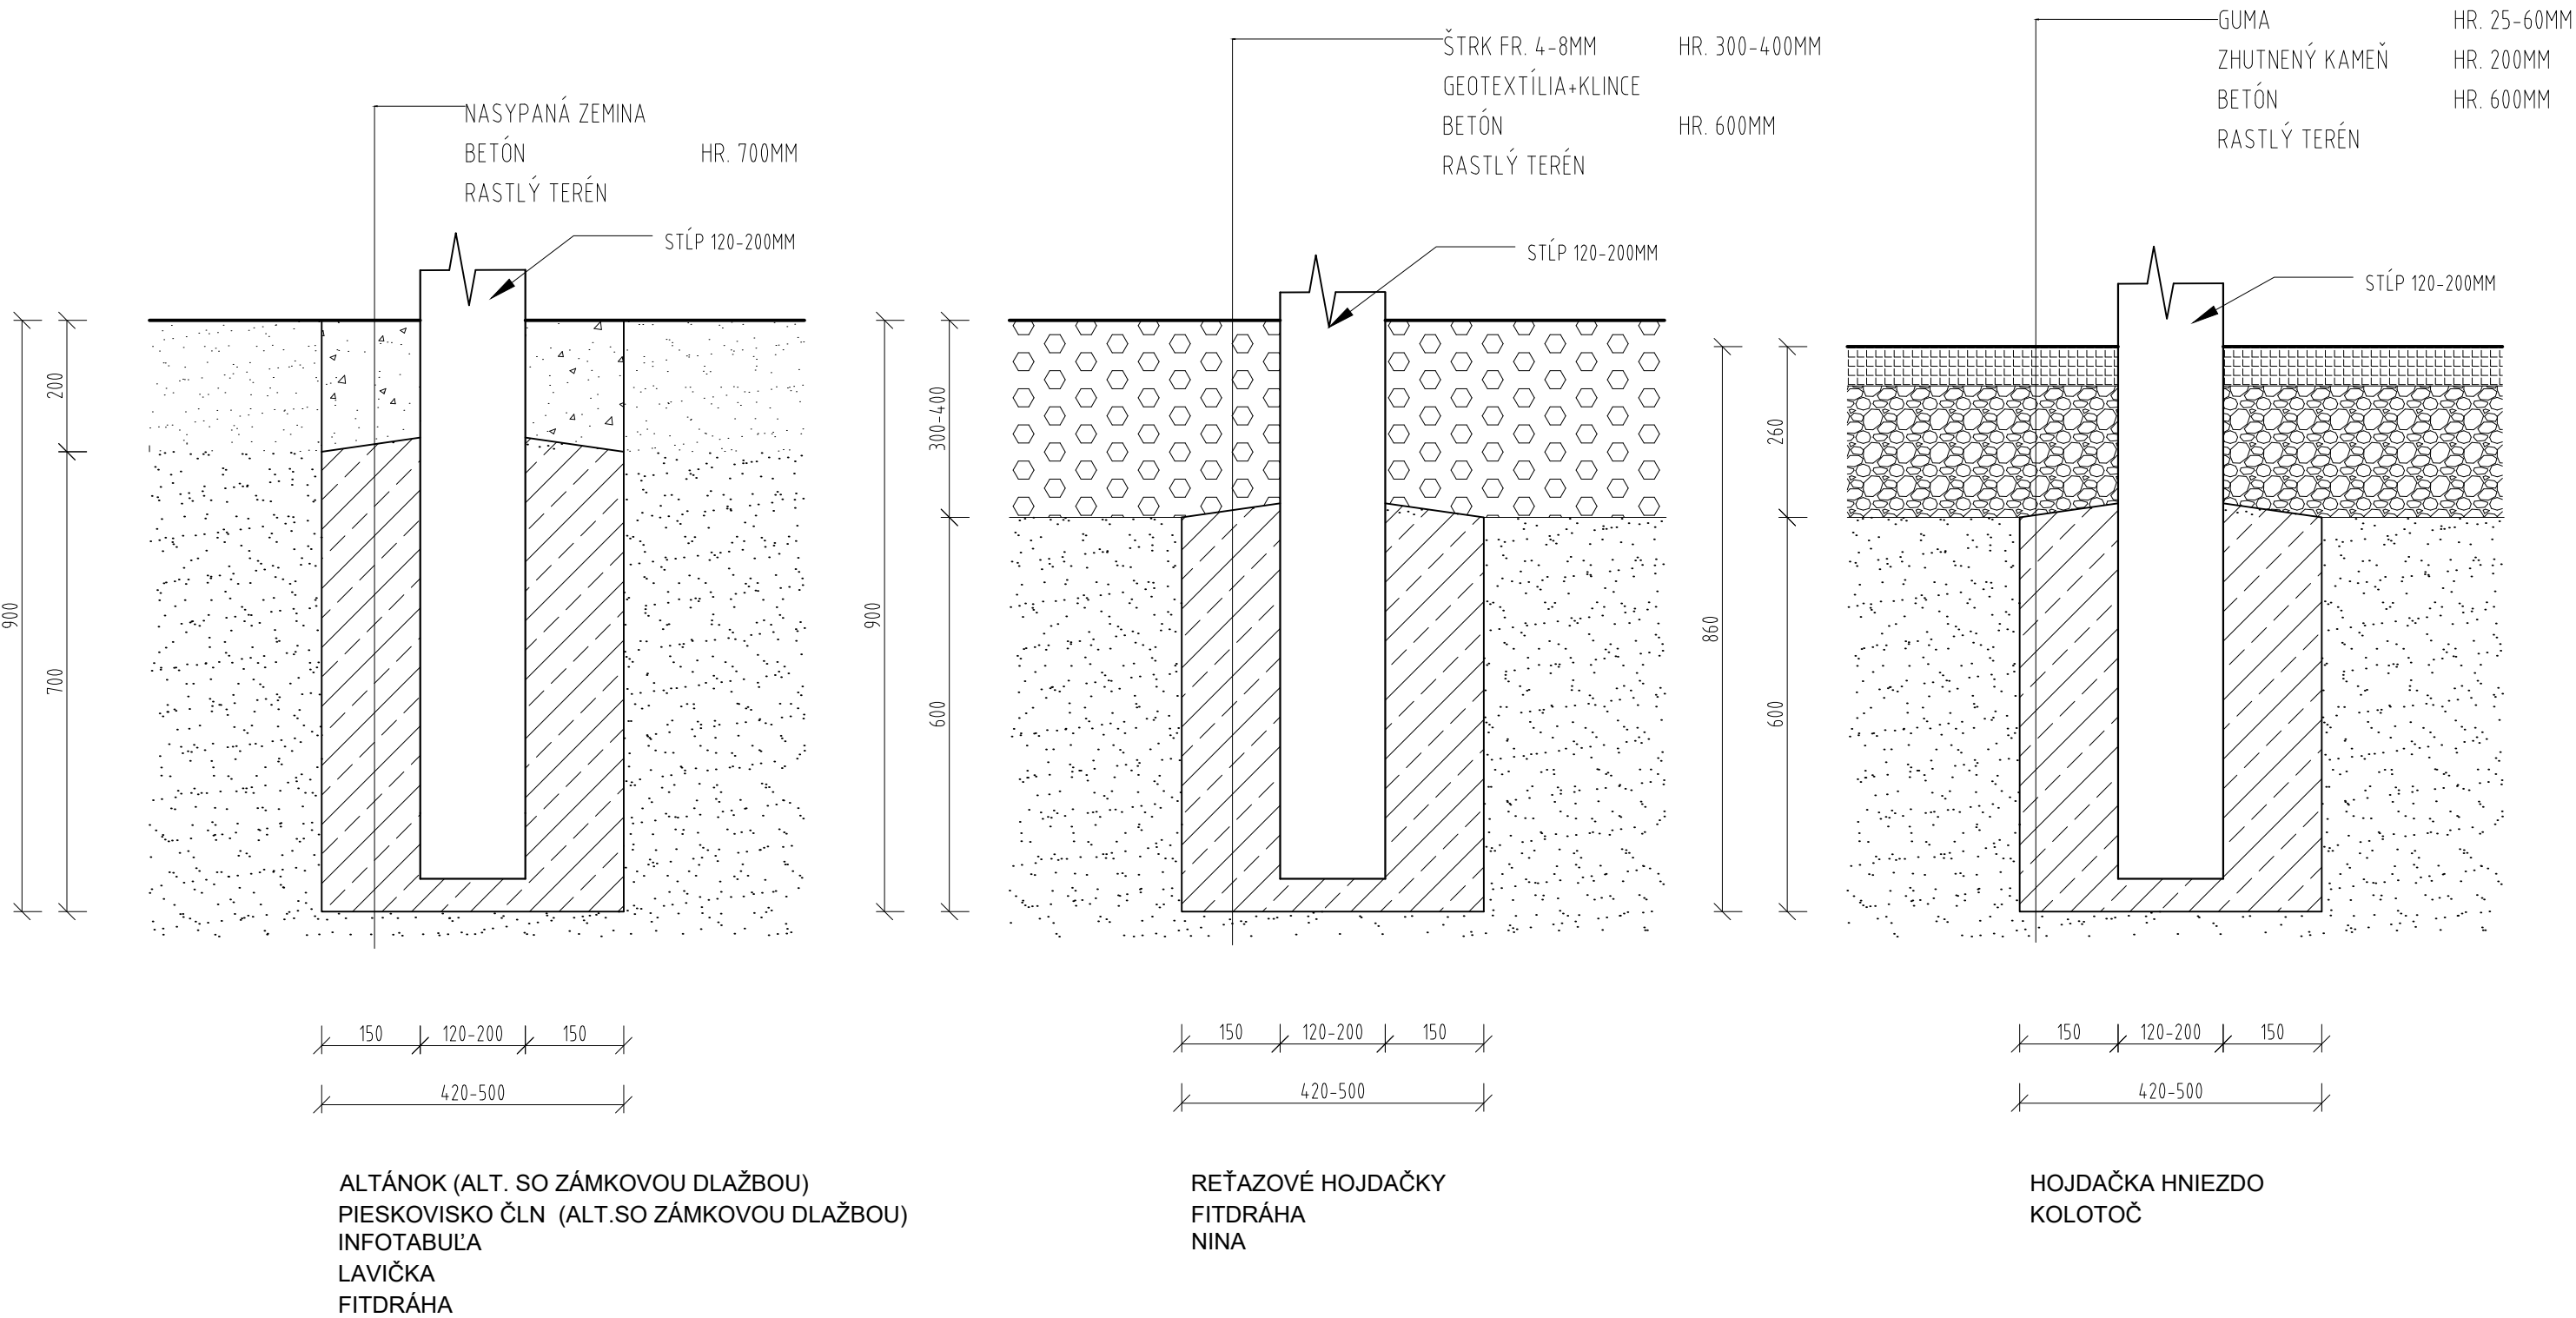 NASYPANÁ ZEMINA
BETÓN HR. 700MM
RASTLÝ TERÉN
STĹP 120-200MM
200
700
900
150 120-200 150
420-500
ALTÁNOK (ALT. SO ZÁMKOVOU DLAŽBOU)
PIESKOVISKO ČLN (ALT.SO ZÁMKOVOU DLAŽBOU)
INFOTABUĽA
LAVIČKA
FITDRÁHA
ŠTRK FR. 4-8MM HR. 300-400MM
GEOTEXTÍLIA+KLINCE
BETÓN HR. 600MM
RASTLÝ TERÉN
STĹP 120-200MM
300-400
600
900
150 120-200 150
420-500
REŤAZOVÉ HOJDAČKY
FITDRÁHA
NINA
GUMA HR. 25-60MM
ZHUTNENÝ KAMEŇ HR. 200MM
BETÓN HR. 600MM
RASTLÝ TERÉN
STĹP 120-200MM
260
600
860
150 120-200 150
420-500
HOJDAČKA HNIEZDO
KOLOTOČ